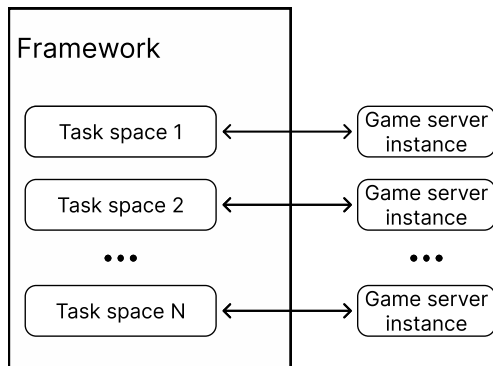 Framework
Task space 1
Game server
instance
Task space 2
Game server
instance
•••
•••
Task space N
Game server
instance